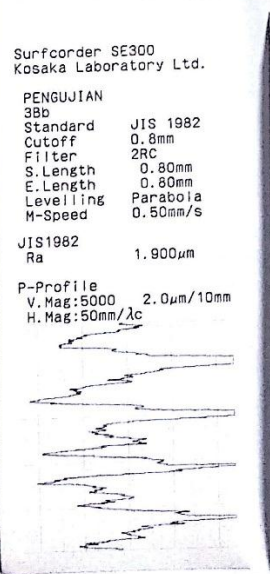 Surfcorder SE300
Kosaka Laboratory Ltd.
PENGUJIAN
3Bb
Standard JIS 1982
Cutoff 0.8mm
Filter 2RC
S.Length 0.80mm
E.Length 0.80mm
Levelling Parabola
M-Speed 0.50mm/s
JIS1982
Ra 1.900μm
P-Profile
V.Mag:5000 2.0μm/10mm
H.Mag:50mm/λc